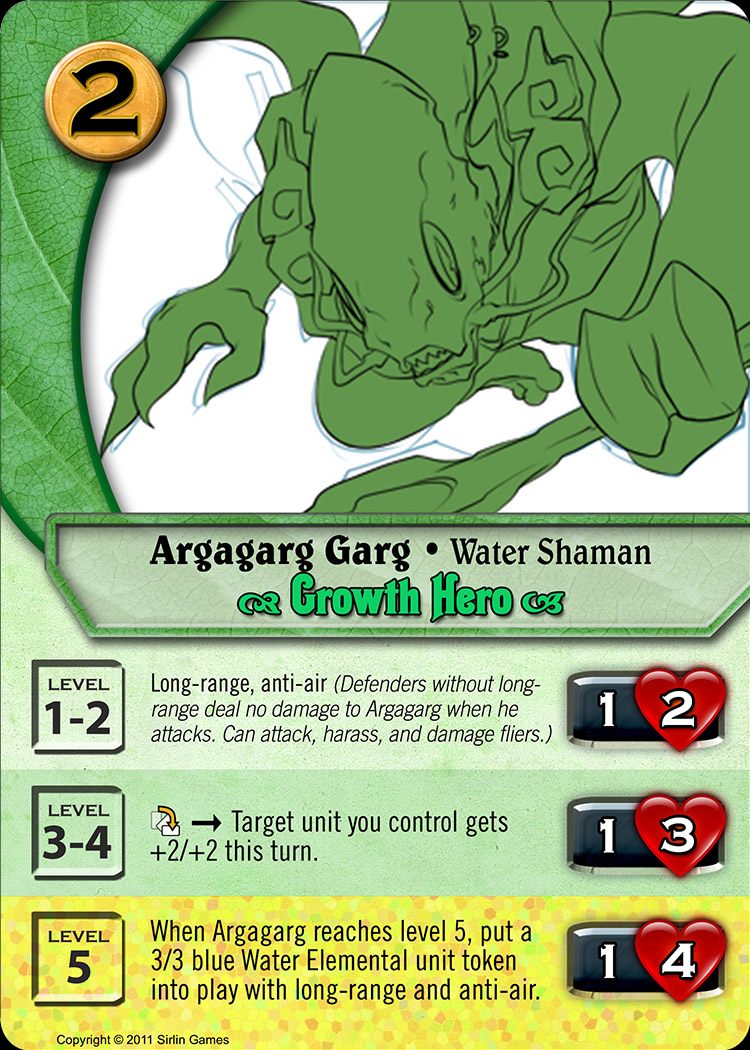 2
Argagarg Garg • Water Shaman
Growth Hero
LEVEL
1-2
Long-range, anti-air (Defenders without long-
range deal no damage to Argagarg when he
attacks. Can attack, harass, and damage fliers.)
1 2
LEVEL
3-4
→ Target unit you control gets
+2/+2 this turn.
1 3
LEVEL
5
When Argagarg reaches level 5, put a
3/3 blue Water Elemental unit token
into play with long-range and anti-air.
1 4
Copyright © 2011 Sirlin Games